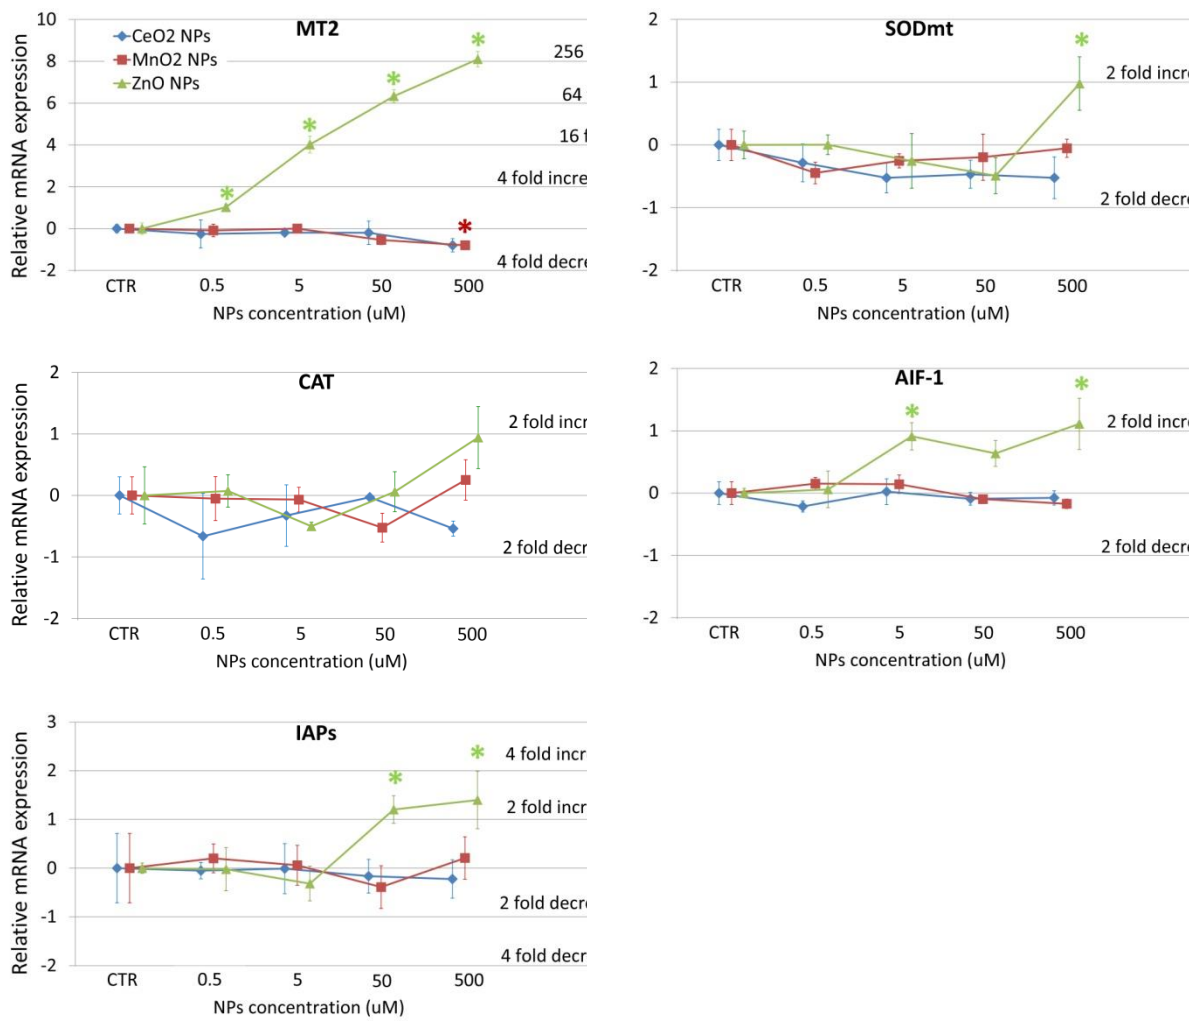 MT2
CeO2 NPs
MnO2 NPs
ZnO NPs
Relative mRNA expression
10
8
6
4
2
0
-2
256
64
16 f
4 fold incre
4 fold decre
* * * * *
CTR 0.5 5 50 500
NPs concentration (uM)
SODmt
2
1
0
-1
-2
2 fold incre
2 fold decre
*
CTR 0.5 5 50 500
NPs concentration (uM)
CAT
Relative mRNA expression
2
1
0
-1
-2
2 fold incr
2 fold decr
CTR 0.5 5 50 500
NPs concentration (uM)
AIF-1
2
1
0
-1
-2
2 fold incre
2 fold decre
* *
CTR 0.5 5 50 500
NPs concentration (uM)
IAPs
Relative mRNA expression
3
2
1
0
-1
-2
4 fold incr
2 fold incr
2 fold decre
4 fold decr
* *
CTR 0.5 5 50 500
NPs concentration (uM)